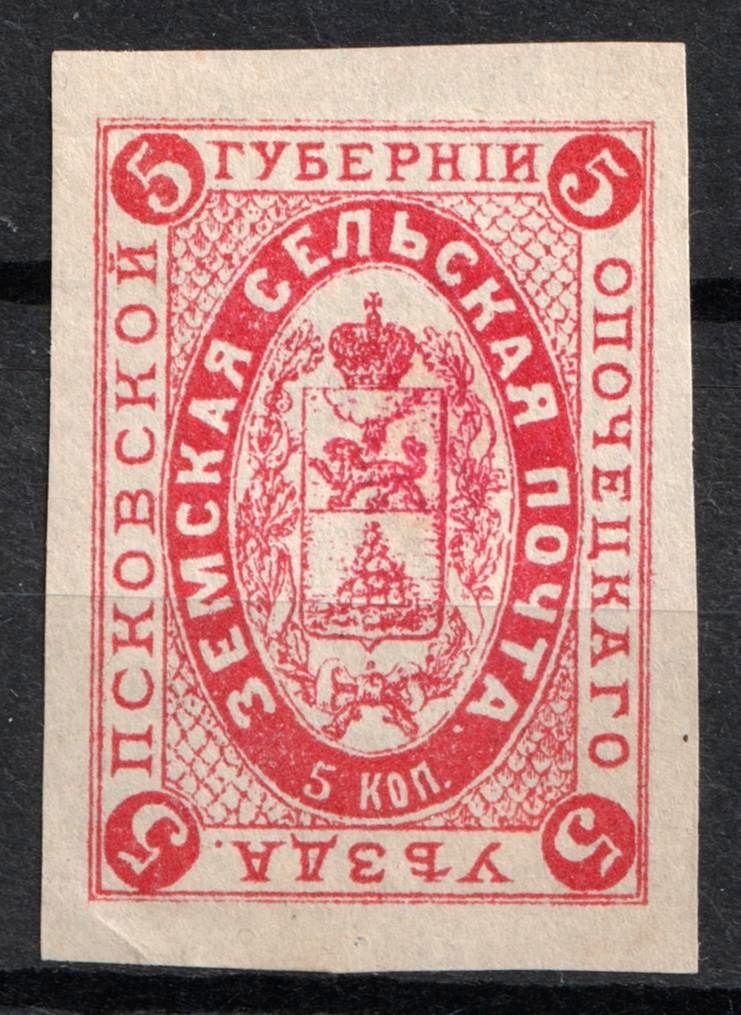 5
ПСКОВСКОЙ
ГУБЕРНІИ
5
ОПОЧЕЦКАГО
5
УѢЗДА.
5
ЗЕМСКАЯ СЕЛЬСКАЯ ПОЧТА.
5 КОП.